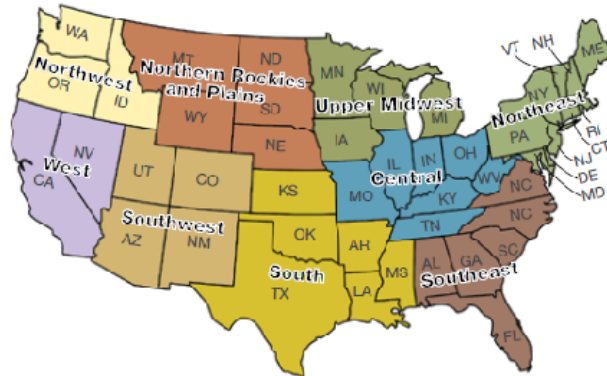 WA
OR
ID
Northwest
MT
ND
SD
WY
NE
Northern Rockies
and Plains
MN
WI
MI
IA
Upper Midwest
VT
NH
ME
NY
PA
Northeast
RI
CT
NJ
DE
MD
CA
NV
West
UT
CO
AZ
NM
Southwest
KS
OK
TX
AH
LA
MS
South
IL
IN
OH
MO
KY
WV
TN
Central
NC
NC
SC
AL
GA
FL
Southeast